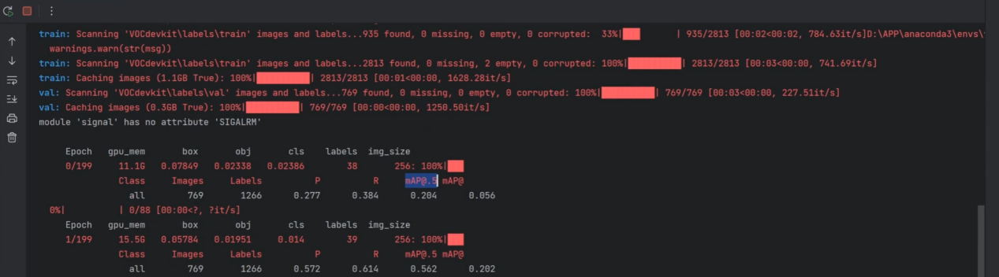 train: Scanning 'VOCdevkit\labels\train' images and labels...935 found, 0 missing, 0 empty, 0 corrupted:  33%|███       | 935/2813 [00:02<00:02, 784.63it/s]D:\APP\anaconda3\envs\
  warnings.warn(str(msg))
train: Scanning 'VOCdevkit\labels\train' images and labels...2813 found, 0 missing, 2 empty, 0 corrupted: 100%|██████████| 2813/2813 [00:03<00:00, 741.69it/s]
train: Caching images (1.1GB True): 100%|██████████| 2813/2813 [00:01<00:00, 1628.28it/s]
val: Scanning 'VOCdevkit\labels\val' images and labels...769 found, 0 missing, 0 empty, 0 corrupted: 100%|██████████| 769/769 [00:03<00:00, 227.51it/s]
val: Caching images (0.3GB True): 100%|██████████| 769/769 [00:00<00:00, 1250.50it/s]
module 'signal' has no attribute 'SIGALRM'
Epoch   gpu_mem       box       obj       cls    labels  img_size
0/199     11.1G   0.07849   0.02338   0.02386        38       256: 100%|███
Class     Images     Labels          P          R     mAP@.5 mAP@
all        769       1266      0.277      0.384      0.204      0.056
0%|          | 0/88 [00:00<?, ?it/s]
Epoch   gpu_mem       box       obj       cls    labels  img_size
1/199     15.5G   0.05784   0.01951     0.014        39       256: 100%|███
Class     Images     Labels          P          R     mAP@.5 mAP@
all        769       1266      0.572      0.614      0.562      0.202